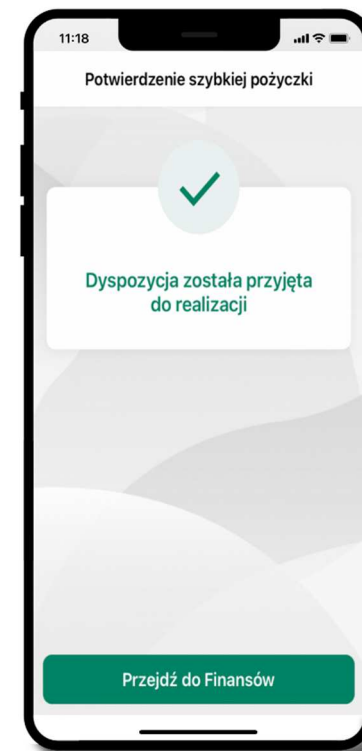 11:18
Potwierdzenie szybkiej pożyczki
Dyspozycja została przyjęta
do realizacji
Przejdź do Finansów